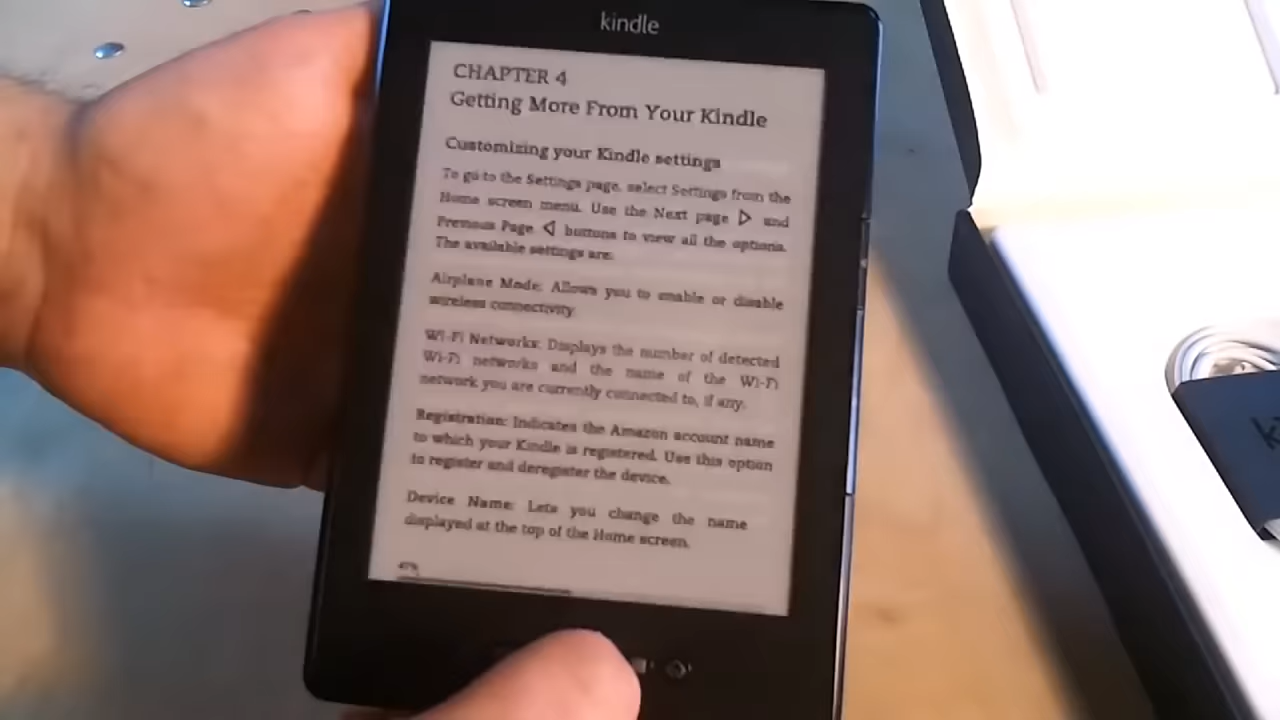 kindle
CHAPTER 4
Getting More From Your Kindle
Customizing your Kindle settings
To go to the Settings page, select Settings from the
Home screen menu. Use the Next page ▷ and
Previous Page ◁ buttons to view all the options.
The available settings are:
Airplane Mode: Allows you to enable or disable
wireless connectivity.
Wi-Fi Networks: Displays the number of detected
Wi-Fi networks and the name of the Wi-Fi
network you are currently connected to, if any.
Registration: Indicates the Amazon account name
to which your Kindle is registered. Use this option
to register and deregister the device.
Device Name: Lets you change the name
displayed at the top of the Home screen.